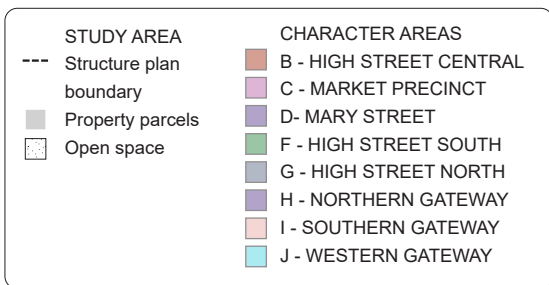 STUDY AREA
Structure plan
boundary
Property parcels
Open space
CHARACTER AREAS
B - HIGH STREET CENTRAL
C - MARKET PRECINCT
D- MARY STREET
F - HIGH STREET SOUTH
G - HIGH STREET NORTH
H - NORTHERN GATEWAY
I - SOUTHERN GATEWAY
J - WESTERN GATEWAY